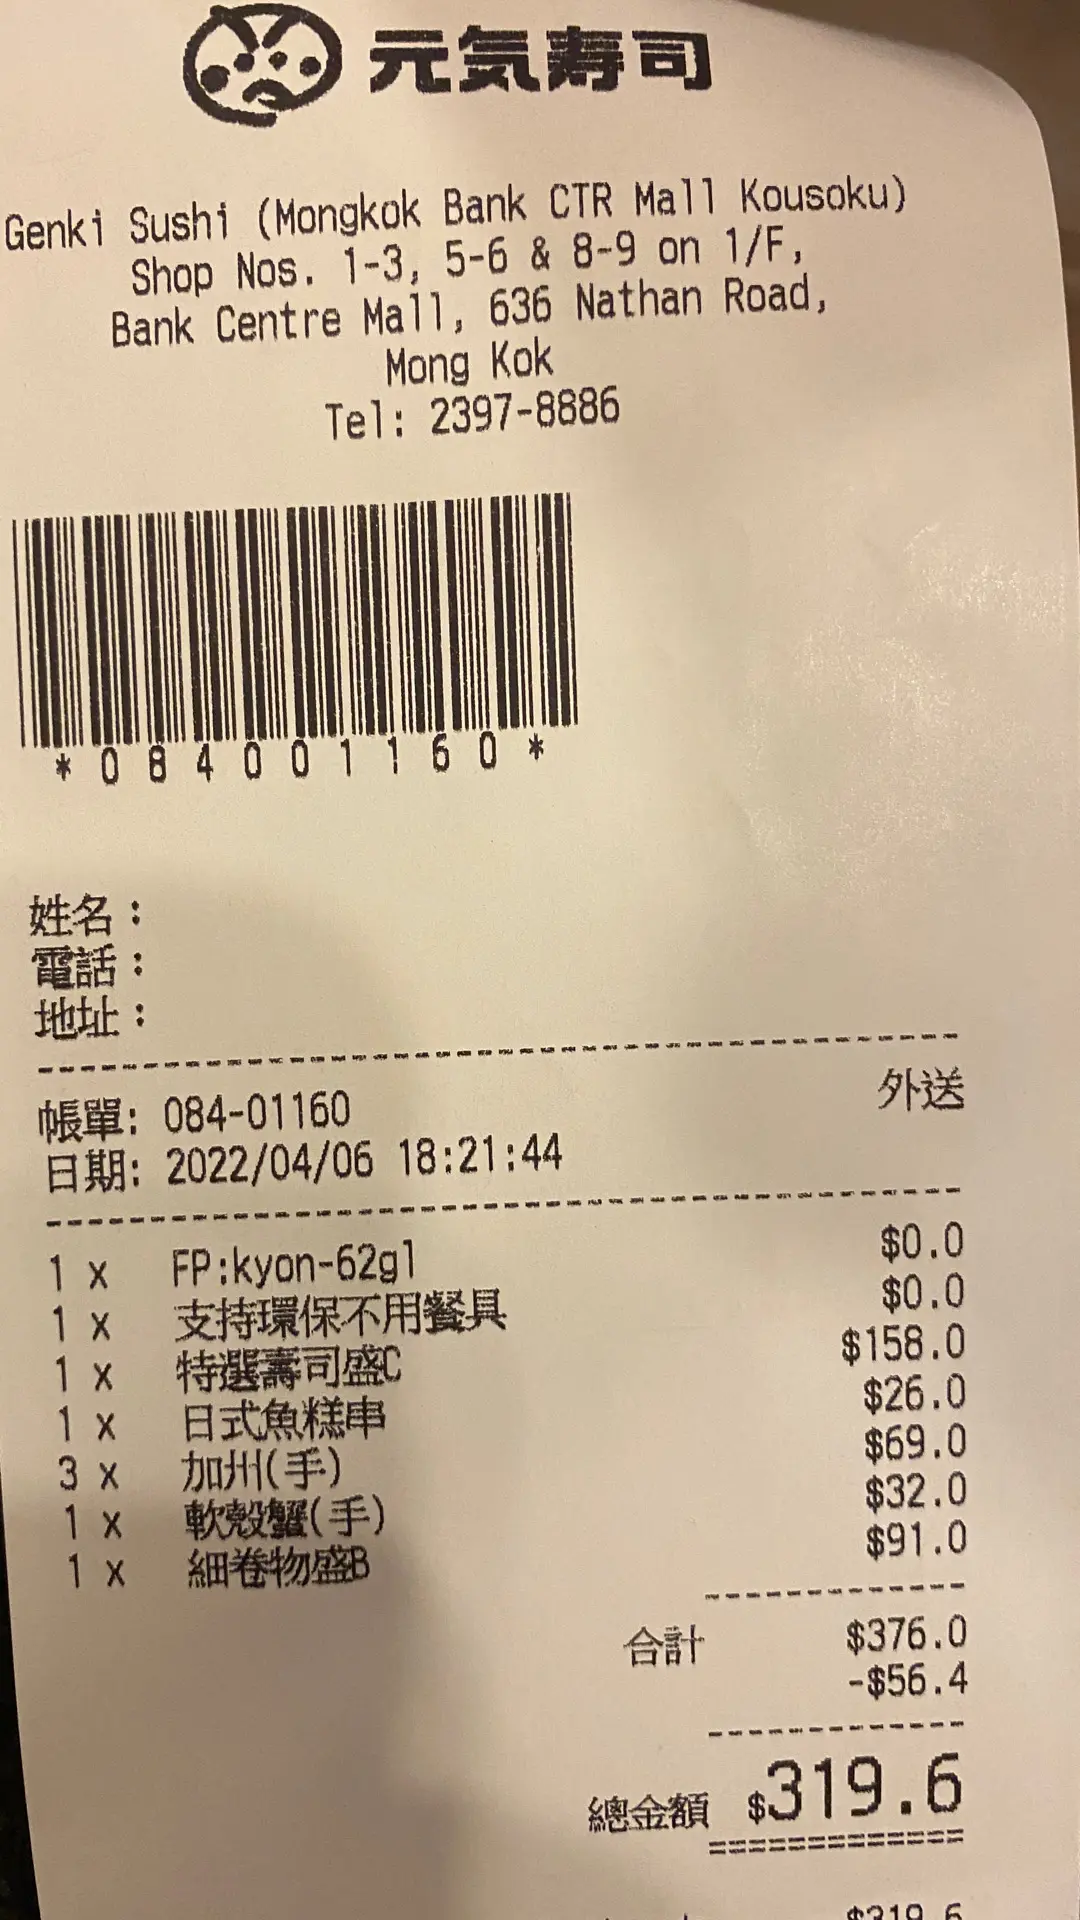 元気寿司
Genki Sushi (Mongkok Bank CTR Mall Kousoku)
Shop Nos. 1-3, 5-6 & 8-9 on 1/F,
Bank Centre Mall, 636 Nathan Road,
Mong Kok
Tel: 2397-8886
*084001160*
姓名：
電話：
地址：
外送
帳單: 084-01160
日期: 2022/04/06 18:21:44
1 x FP:kyon-62gl $0.0
1 x 支持環保不用餐具 $0.0
1 x 特選壽司盛C $158.0
1 x 日式魚糕串 $26.0
3 x 加州(手) $69.0
1 x 軟殼蟹(手) $32.0
1 x 細卷物盛B $91.0
合計 $376.0
-$56.4
總金額 $319.6
$319.6